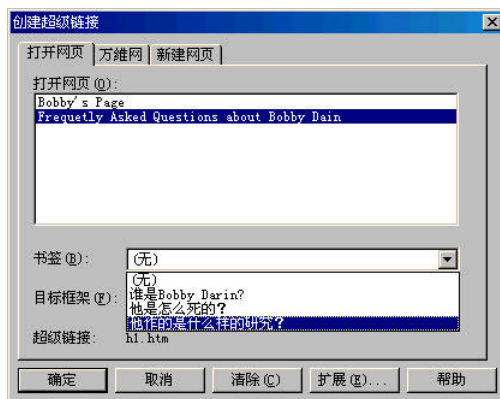 创建超级链接
打开网页 万维网 新建网页
打开网页(O):
Bobby's Page
Frequetly Asked Questions about Bobby Dain
书签(B): (无)
(无)
谁是Bobby Darin?
目标框架(F):
他是怎么死的?
他作的是什么样的研究?
超级链接: h1.htm
确定 取消 清除(C) 扩展(E)... 帮助